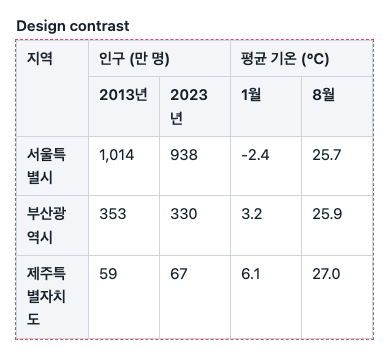 Design contrast
지역 인구 (만 명) 평균 기온 (℃)
2013년 2023
년 1월 8월
서울특
별시 1,014 938 -2.4 25.7
부산광
역시 353 330 3.2 25.9
제주특
별자치
도 59 67 6.1 27.0